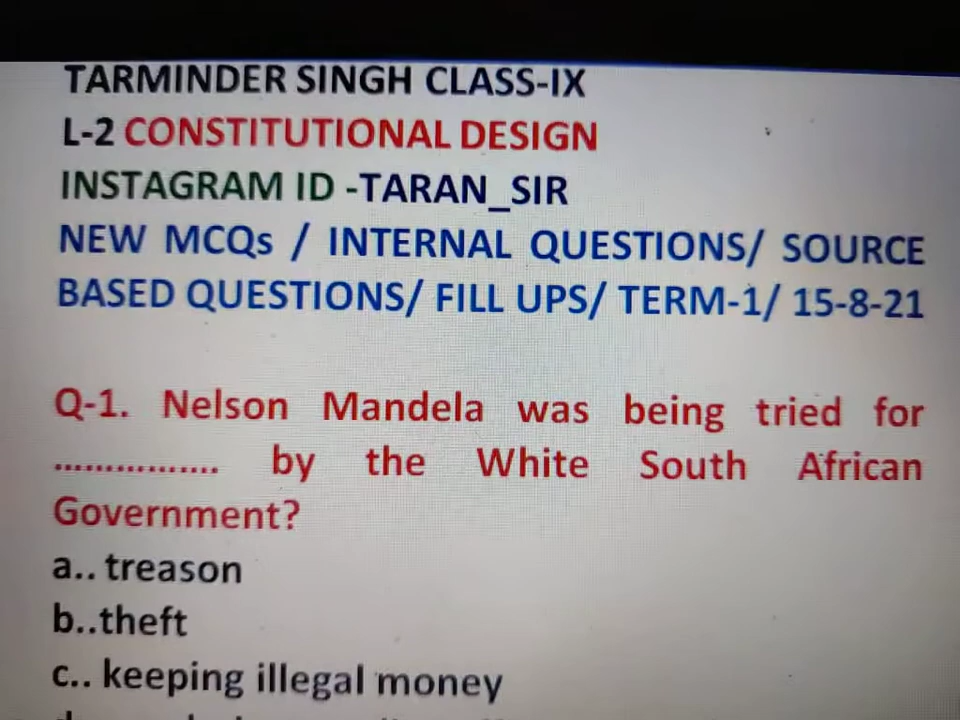 TARMINDER SINGH CLASS-IX
L-2 CONSTITUTIONAL DESIGN
INSTAGRAM ID -TARAN_SIR
NEW MCQs / INTERNAL QUESTIONS/ SOURCE
BASED QUESTIONS/ FILL UPS/ TERM-1/ 15-8-21
Q-1. Nelson Mandela was being tried for
................ by the White South African
Government?
a.. treason
b..theft
c.. keeping illegal money